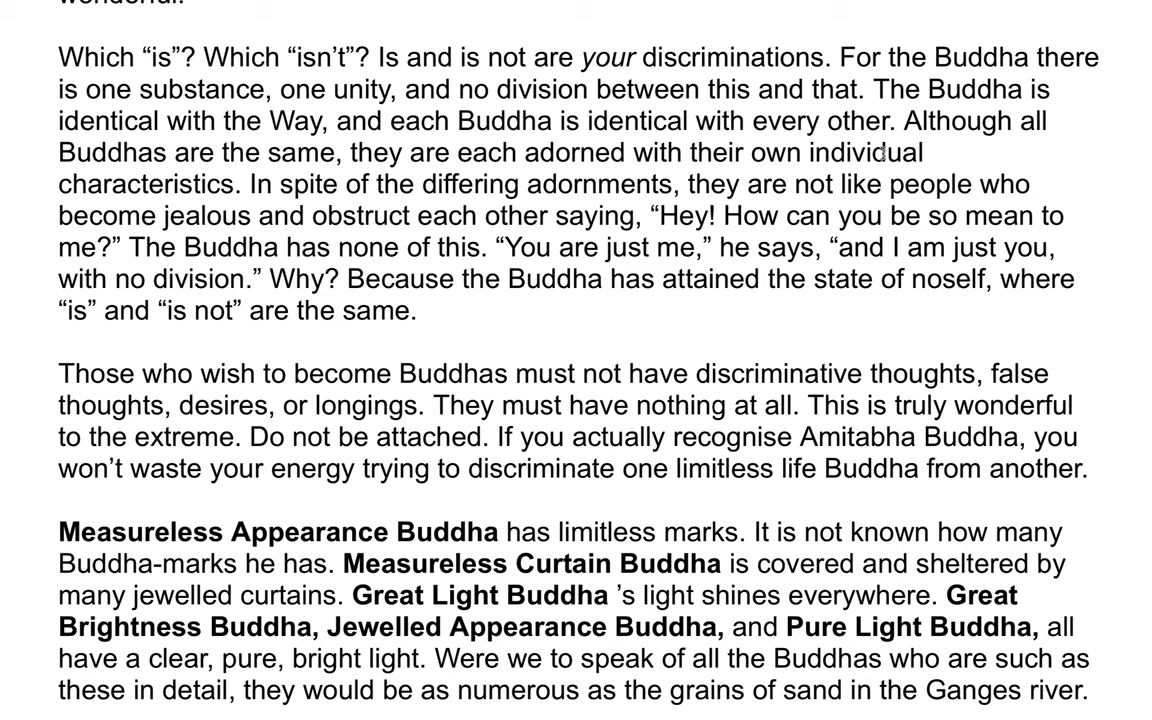 wonderful.
Which “is”? Which “isn’t”? Is and is not are your discriminations. For the Buddha there
is one substance, one unity, and no division between this and that. The Buddha is
identical with the Way, and each Buddha is identical with every other. Although all
Buddhas are the same, they are each adorned with their own individual
characteristics. In spite of the differing adornments, they are not like people who
become jealous and obstruct each other saying, “Hey! How can you be so mean to
me?” The Buddha has none of this. “You are just me,” he says, “and I am just you,
with no division.” Why? Because the Buddha has attained the state of noself, where
“is” and “is not” are the same.
Those who wish to become Buddhas must not have discriminative thoughts, false
thoughts, desires, or longings. They must have nothing at all. This is truly wonderful
to the extreme. Do not be attached. If you actually recognise Amitabha Buddha, you
won’t waste your energy trying to discriminate one limitless life Buddha from another.
Measureless Appearance Buddha has limitless marks. It is not known how many
Buddha-marks he has. Measureless Curtain Buddha is covered and sheltered by
many jewelled curtains. Great Light Buddha ’s light shines everywhere. Great
Brightness Buddha, Jewelled Appearance Buddha, and Pure Light Buddha, all
have a clear, pure, bright light. Were we to speak of all the Buddhas who are such as
these in detail, they would be as numerous as the grains of sand in the Ganges river.